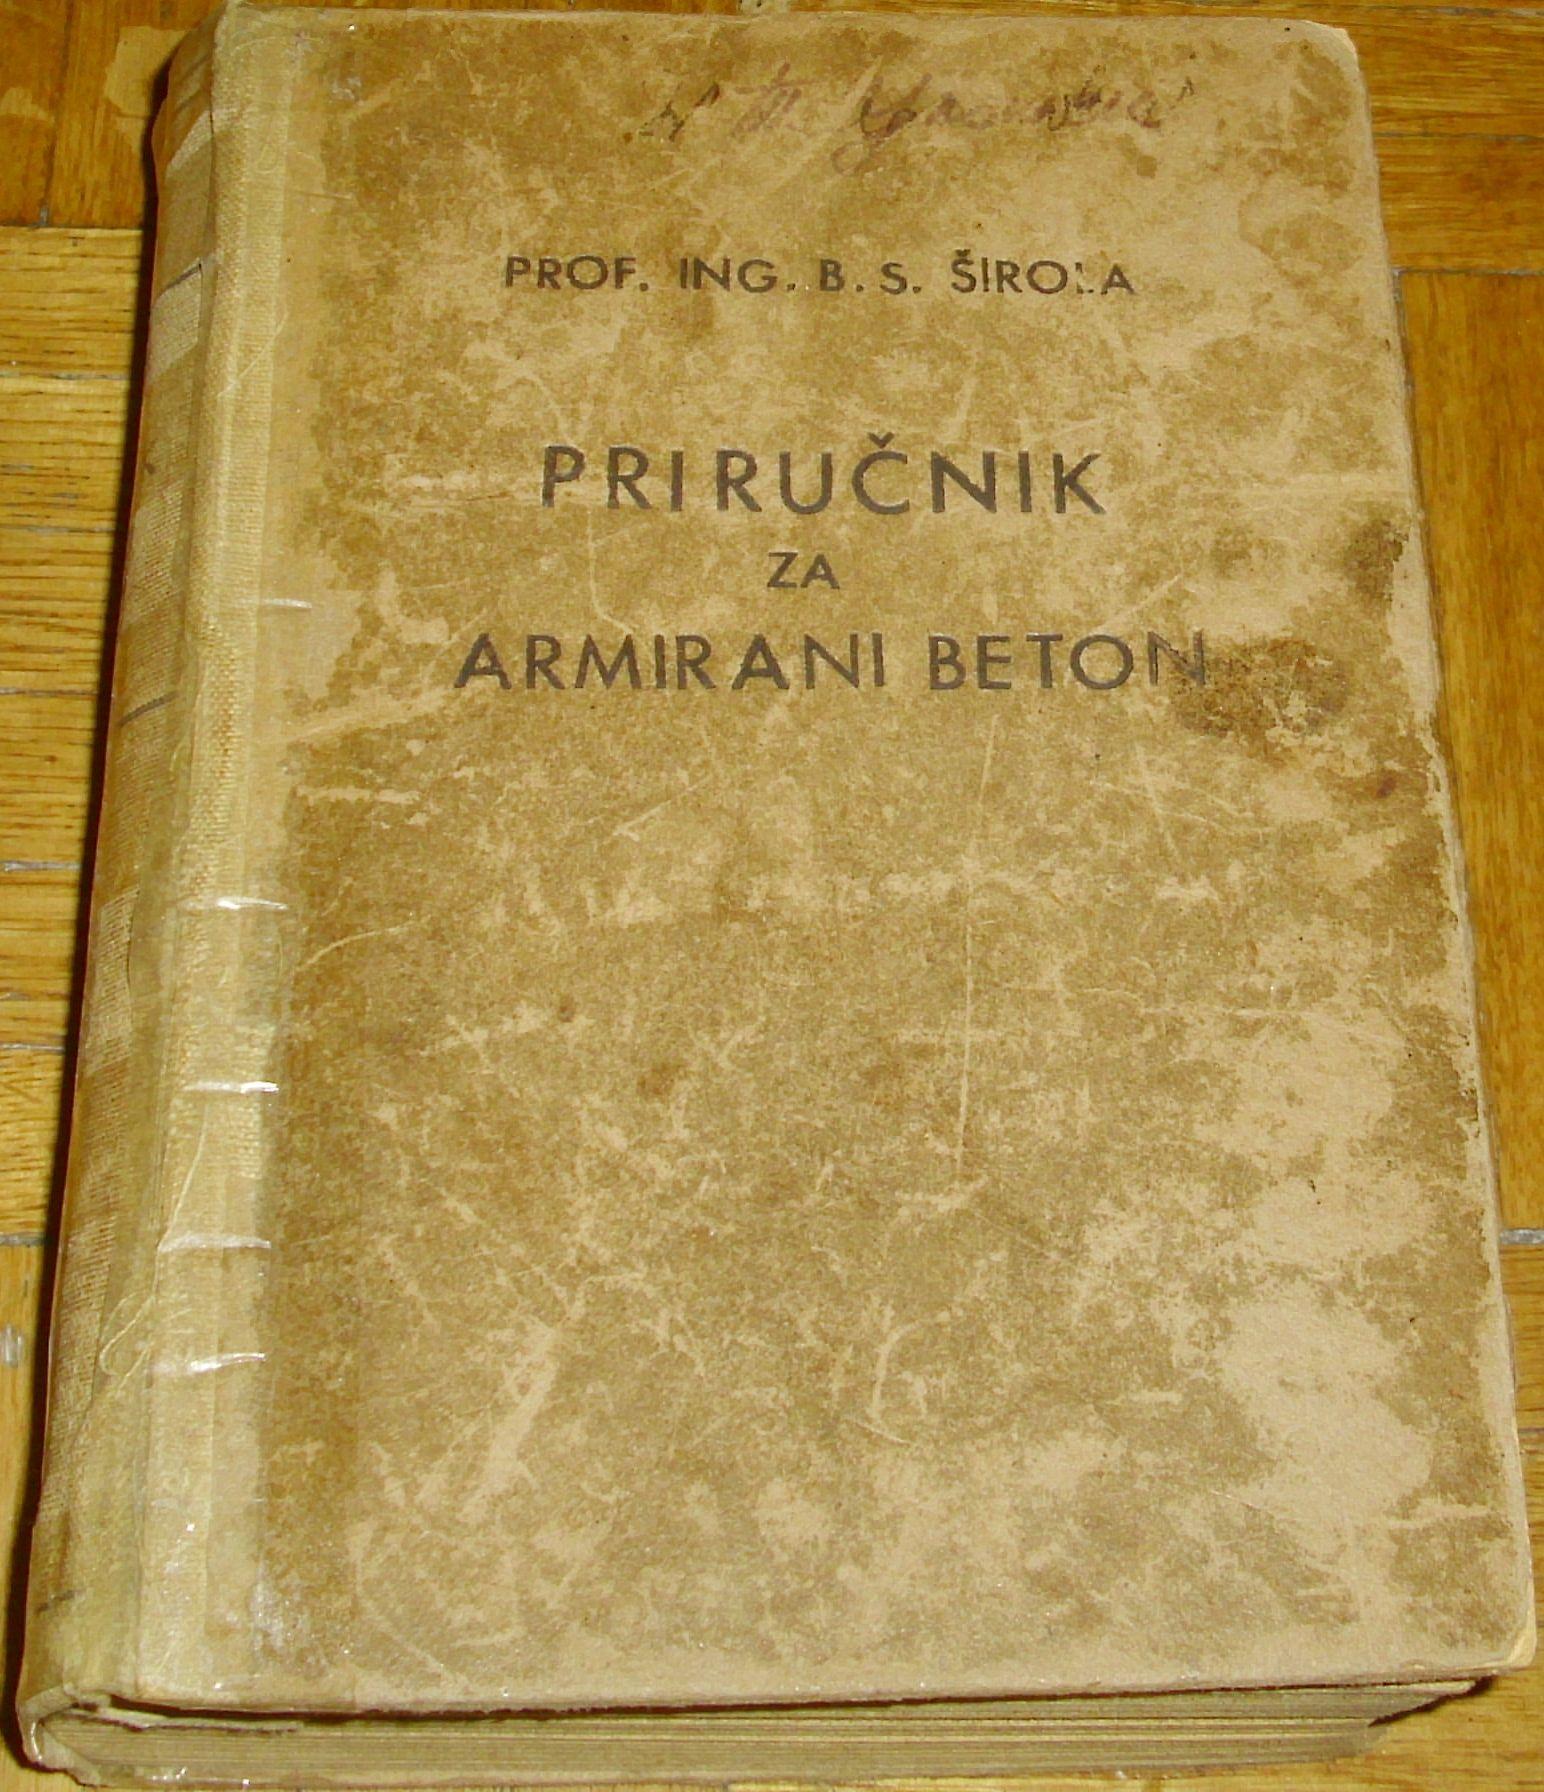 PROF. ING. B. S. ŠIROLA
PRIRUČNIK
ZA
ARMIRANI BETON